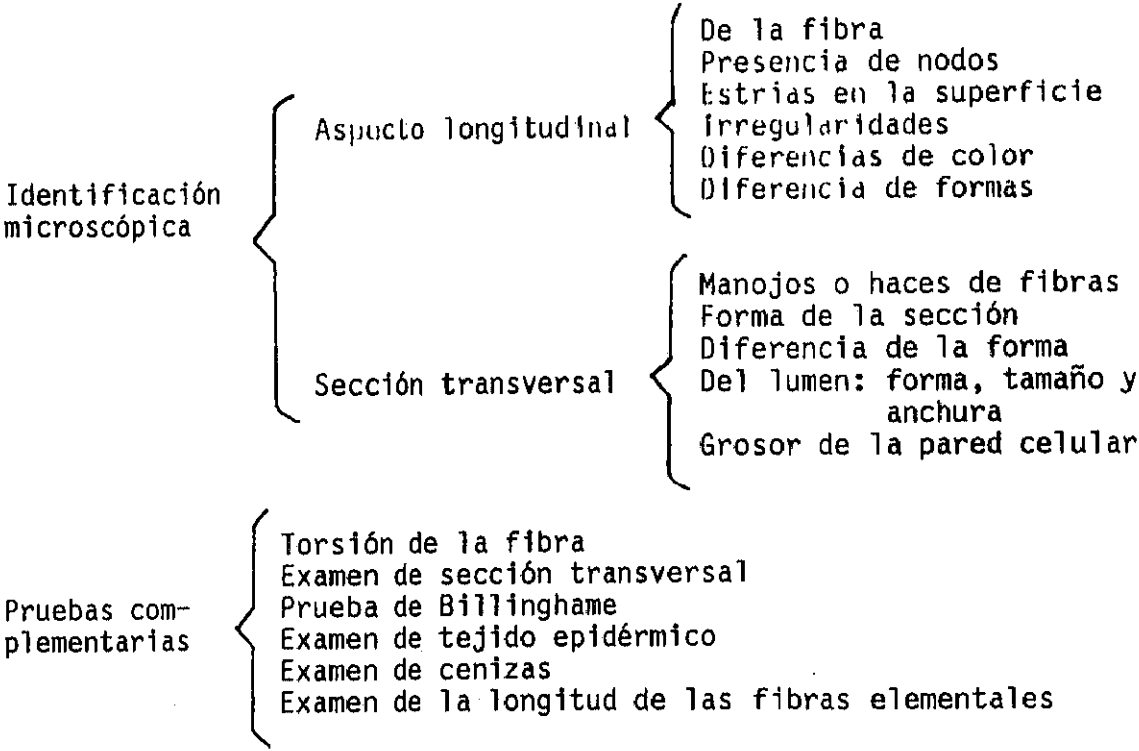 Identificación
microscópica
Aspecto longitudinal
De la fibra
Presencia de nodos
Estrias en la superficie
Irregularidades
Diferencias de color
Diferencia de formas
Sección transversal
Manojos o haces de fibras
Forma de la sección
Diferencia de la forma
Del lumen: forma, tamaño y
anchura
Grosor de la pared celular
Pruebas com-
plementarias
Torsión de la fibra
Examen de sección transversal
Prueba de Billinghame
Examen de tejido epidérmico
Examen de cenizas
Examen de la longitud de las fibras elementales